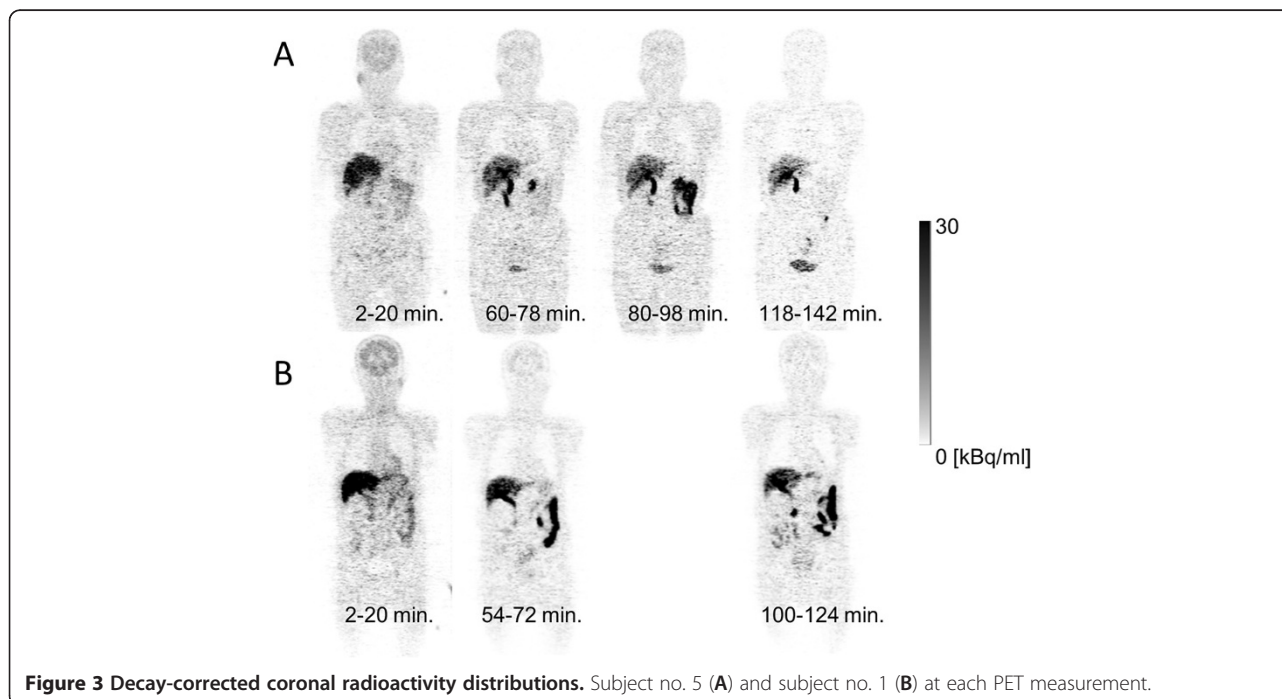 A
2-20 min.
60-78 min.
80-98 min.
118-142 min.
30
0 [kBq/ml]
B
2-20 min.
54-72 min.
100-124 min.
Figure 3 Decay-corrected coronal radioactivity distributions. Subject no. 5 (A) and subject no. 1 (B) at each PET measurement.